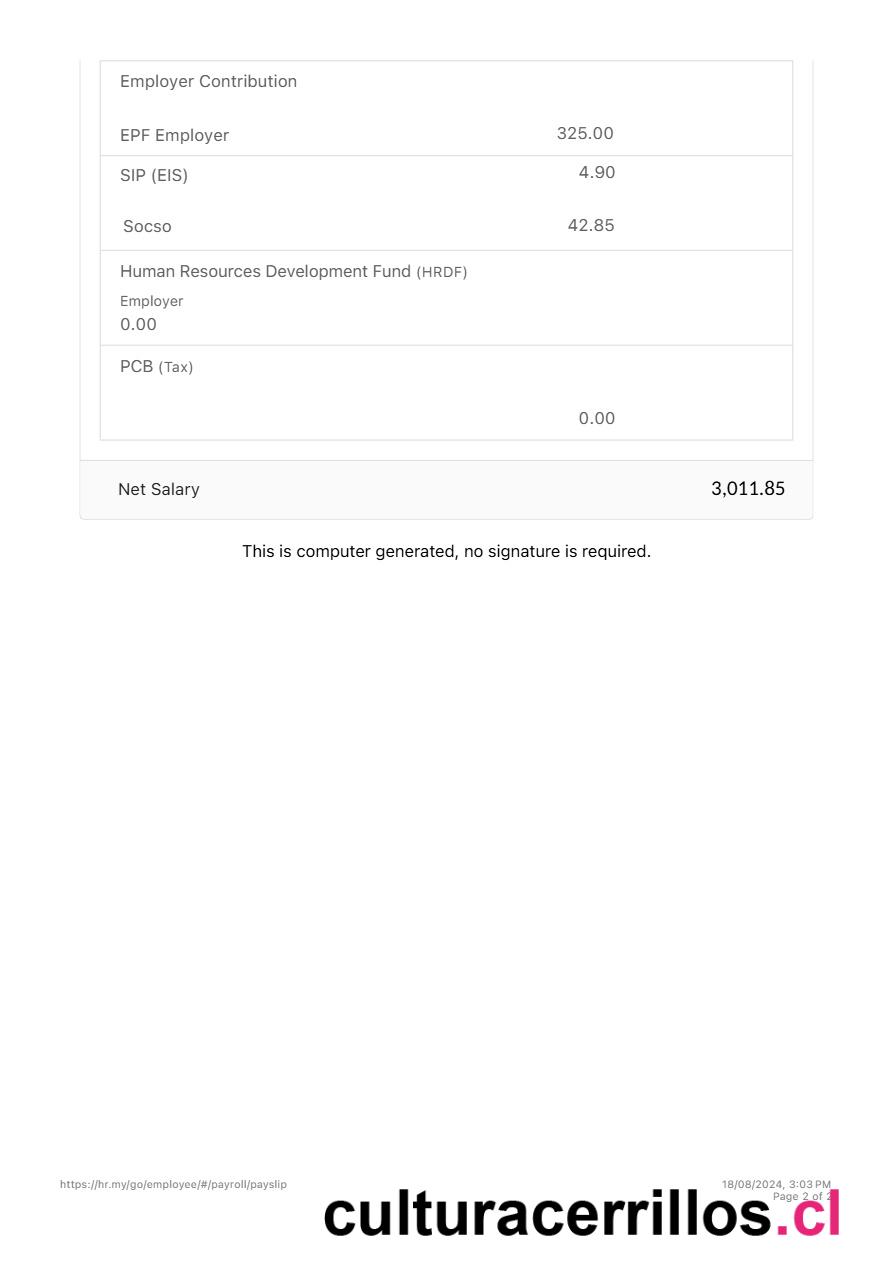 Employer Contribution
EPF Employer 325.00
SIP (EIS) 4.90
Socso 42.85
Human Resources Development Fund (HRDF)
Employer
0.00
PCB (Tax)
0.00
Net Salary 3,011.85
This is computer generated, no signature is required.
https://hr.my/go/employee/#/payroll/payslip 18/08/2024, 3:03 PM
Page 2 of 2
culturacerrillos.cl